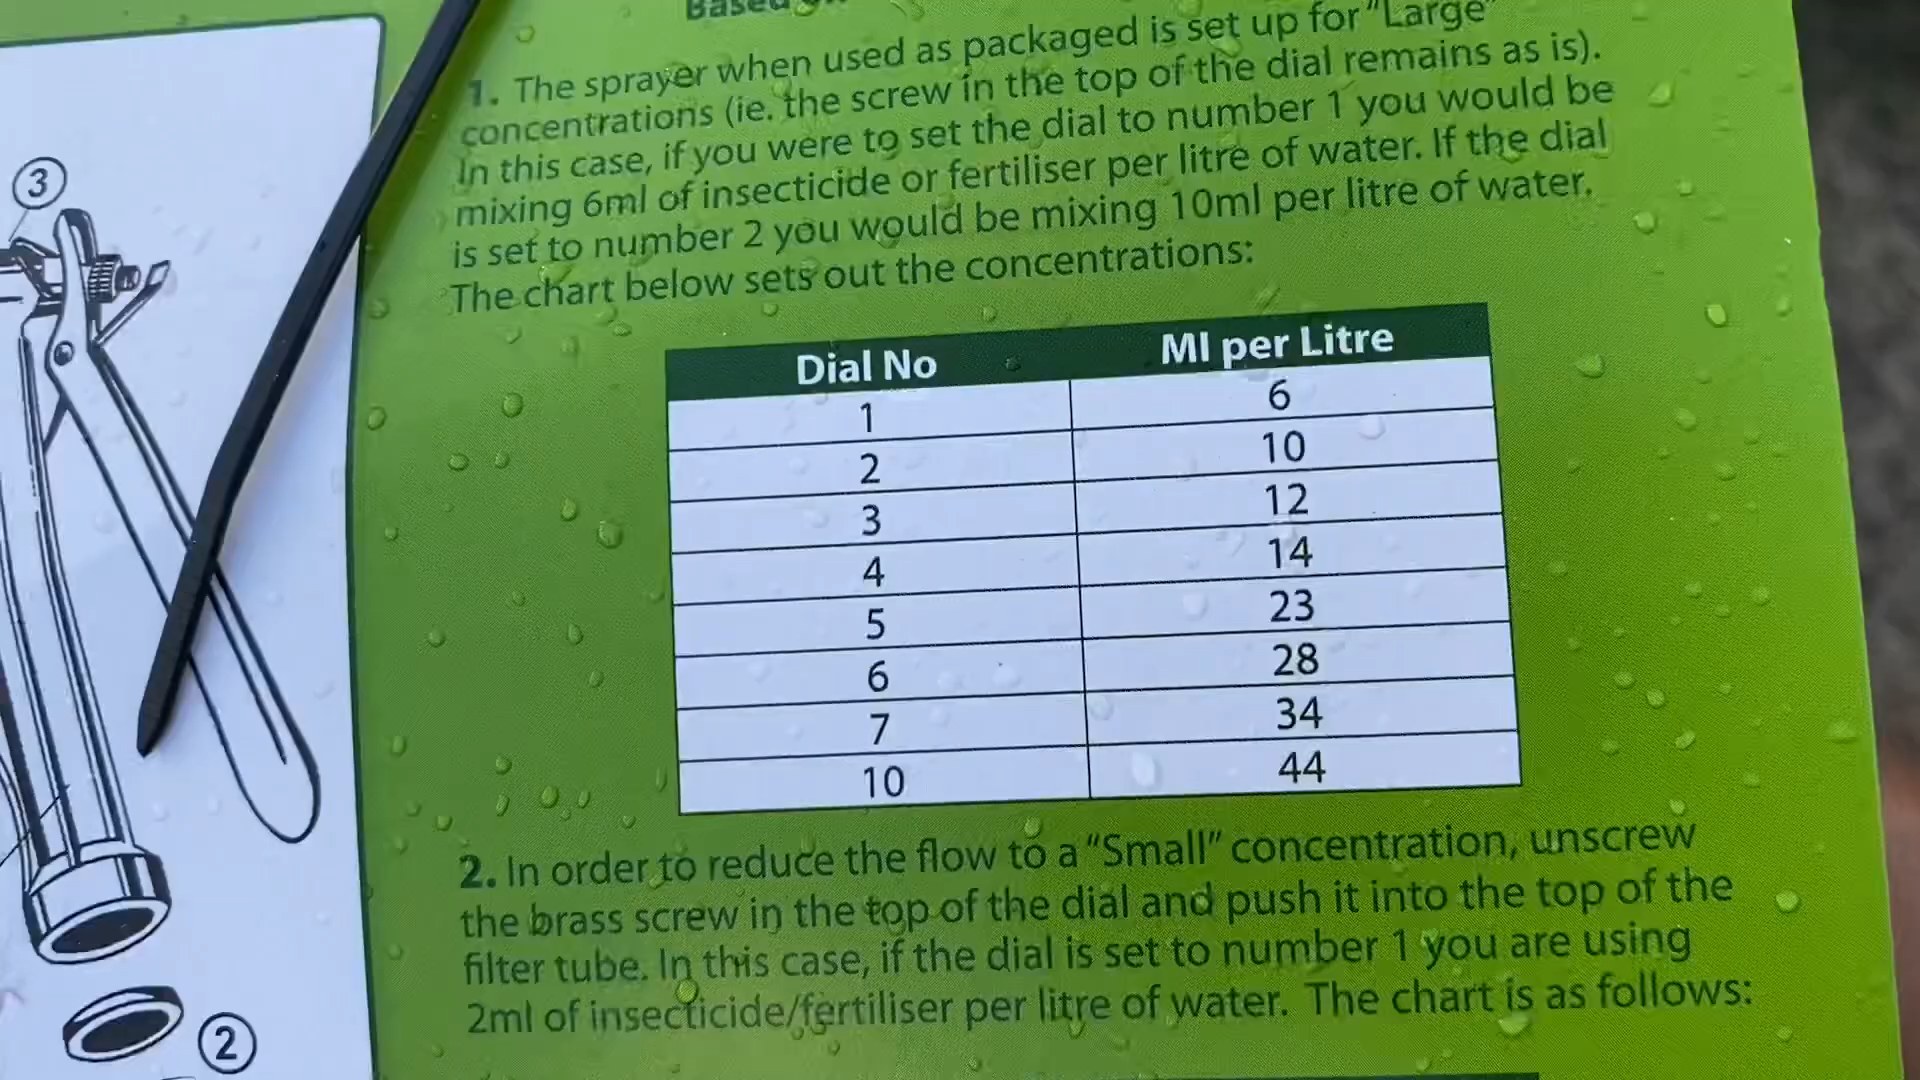 Based
1. The sprayer when used as packaged is set up for "Large"
concentrations (ie. the screw in the top of the dial remains as is).
In this case, if you were to set the dial to number 1 you would be
mixing 6ml of insecticide or fertiliser per litre of water. If the dial
is set to number 2 you would be mixing 10ml per litre of water.
The chart below sets out the concentrations:
Dial No Ml per Litre
1 6
2 10
3 12
4 14
5 23
6 28
7 34
10 44
2. In order to reduce the flow to a "Small" concentration, unscrew
the brass screw in the top of the dial and push it into the top of the
filter tube. In this case, if the dial is set to number 1 you are using
2ml of insecticide/fertiliser per litre of water. The chart is as follows:
3
2